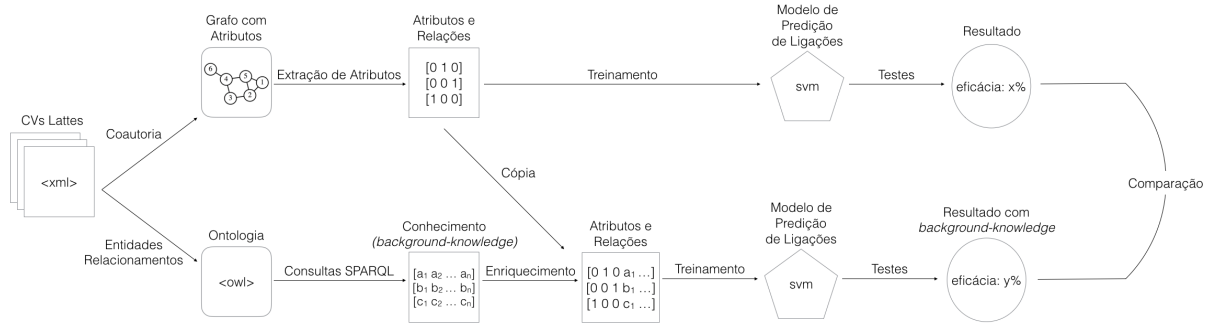 CVs Lattes
<xml>
Coautoria
Entidades
Relacionamentos
Grafo com
Atributos
6
4
5
1
3
2
Extração de Atributos
Atributos e
Relações
[0 1 0]
[0 0 1]
[1 0 0]
Treinamento
Modelo de
Predição
de Ligações
svm
Testes
Resultado
eficácia: x%
Cópia
Comparação
Ontologia
<owl>
Consultas SPARQL
Conhecimento
(background-knowledge)
[a₁ a₂ ... aₙ]
[b₁ b₂ ... bₙ]
[c₁ c₂ ... cₙ]
Enriquecimento
Atributos e
Relações
[0 1 0 a₁ ...]
[0 0 1 b₁ ...]
[1 0 0 c₁ ...]
Treinamento
Modelo de
Predição
de Ligações
svm
Testes
Resultado com
background-knowledge
eficácia: y%